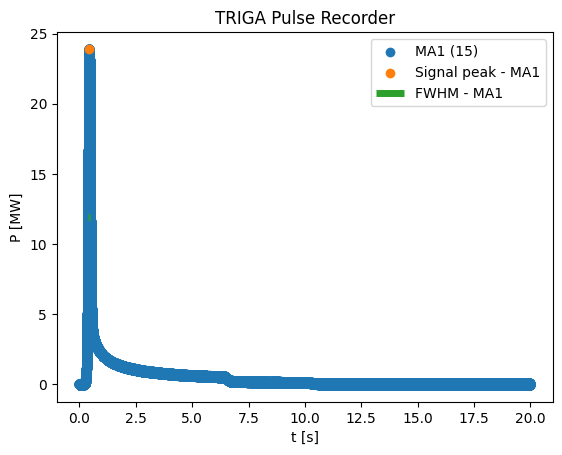 TRIGA Pulse Recorder
MA1 (15)
Signal peak - MA1
FWHM - MA1
P [MW]
25
20
15
10
5
0
0.0 2.5 5.0 7.5 10.0 12.5 15.0 17.5 20.0
t [s]